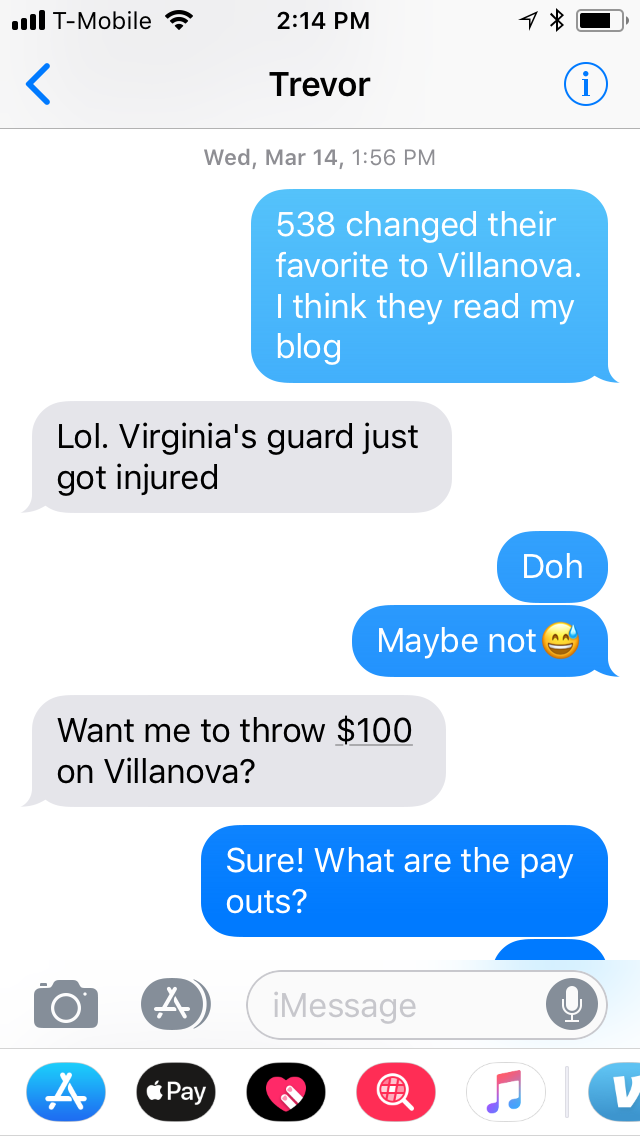 T-Mobile 2:14 PM
Trevor
Wed, Mar 14, 1:56 PM
538 changed their
favorite to Villanova.
I think they read my
blog
Lol. Virginia's guard just
got injured
Doh
Maybe not😅
Want me to throw $100
on Villanova?
Sure! What are the pay
outs?
iMessage
Pay